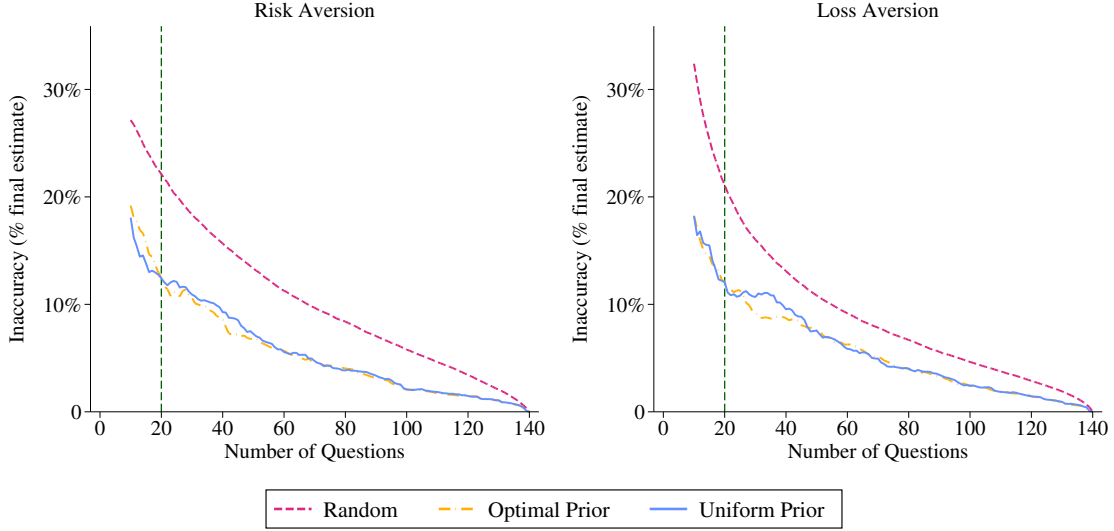 Risk Aversion
Inaccuracy (% final estimate)
30%
20%
10%
0
0 20 40 60 80 100 120 140
Number of Questions
Loss Aversion
Inaccuracy (% final estimate)
30%
20%
10%
0
0 20 40 60 80 100 120 140
Number of Questions
Random Optimal Prior Uniform Prior